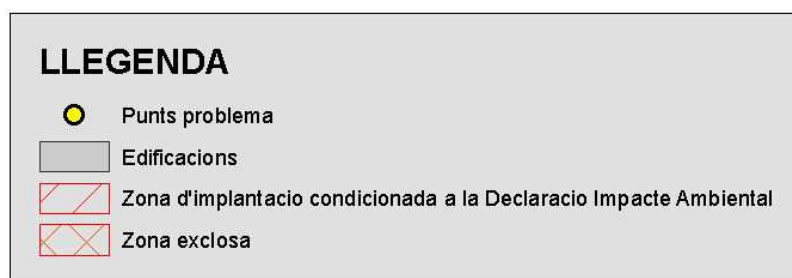 LLEGENDA
Punts problema
Edificacions
Zona d'implantacio condicionada a la Declaracio Impacte Ambiental
Zona exclosa